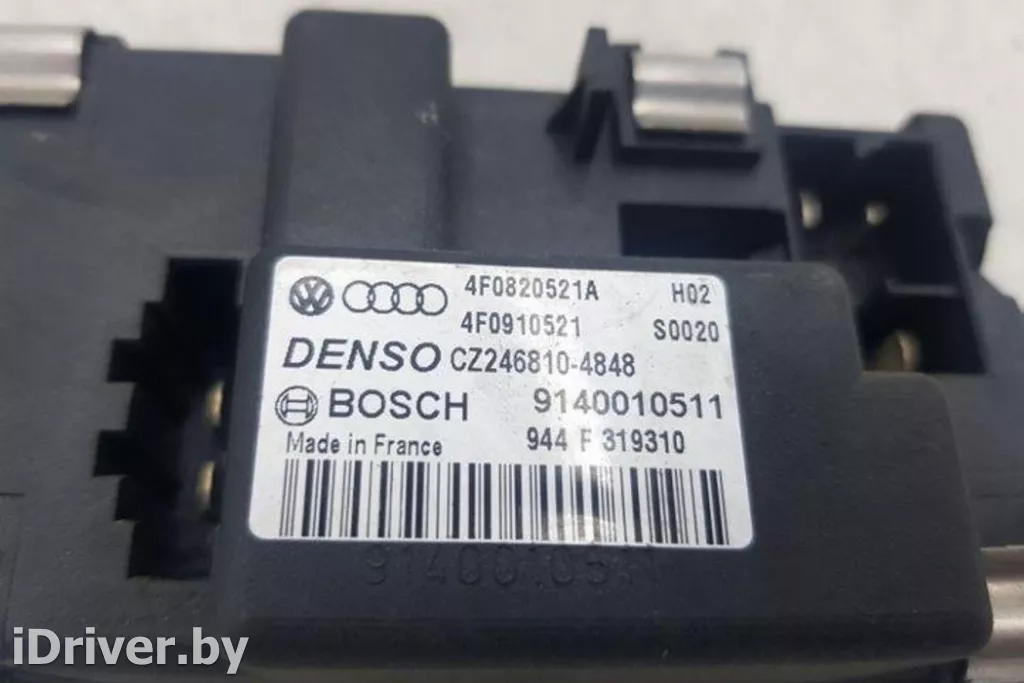 4F0820521A H02
4F0910521 S0020
DENSO CZ246810-4848
BOSCH 9140010511
Made in France 944 F 319310
iDriver.by